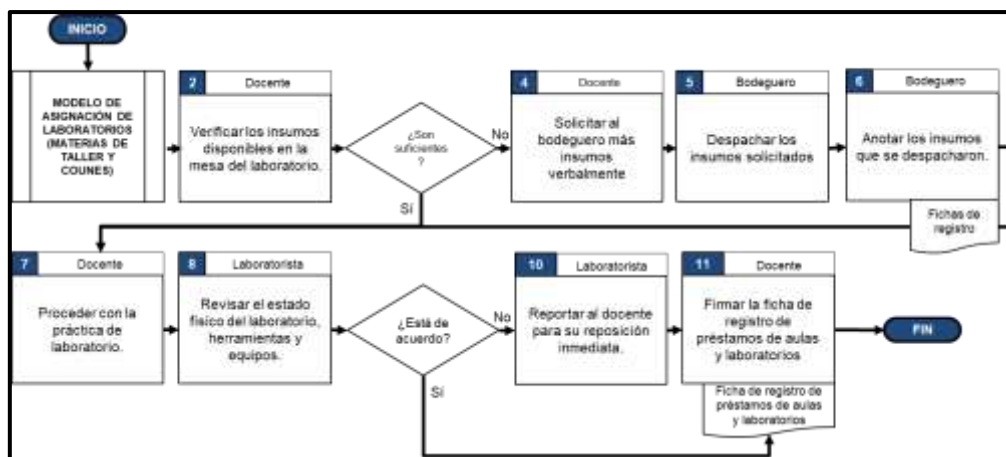 INICIO
MODELO DE
ASIGNACIÓN DE
LABORATORIOS
(MATERIAS DE
TALLER Y
COUNES)
2
Docente
Verificar los insumos
disponibles en la
mesa del laboratorio.
¿Son
suficientes
?
No
Sí
4
Docente
Solicitar al
bodeguero más
insumos
verbalmente
5
Bodeguero
Despachar los
insumos solicitados
6
Bodeguero
Anotar los insumos
que se despacharon.
Fichas de
registro
7
Docente
Proceder con la
práctica de
laboratorio.
8
Laboratorista
Revisar el estado
físico del laboratorio,
herramientas y
equipos.
¿Está de
acuerdo?
No
Sí
10
Laboratorista
Reportar al docente
para su reposición
inmediata.
11
Docente
Firmar la ficha de
registro de
préstamos de aulas
y laboratorios
Ficha de registro de
préstamos de aulas
y laboratorios
FIN